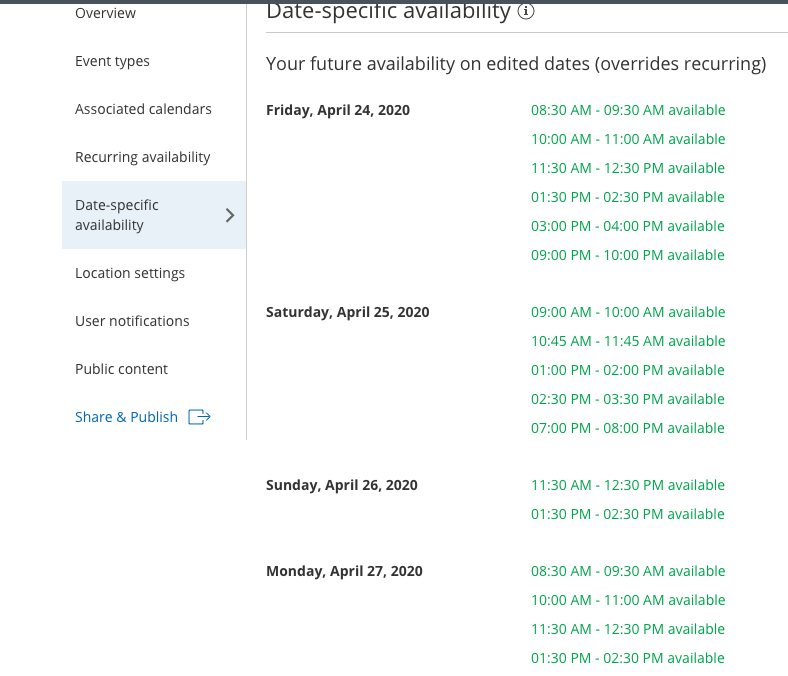 Overview
Event types
Associated calendars
Recurring availability
Date-specific
availability
Location settings
User notifications
Public content
Share & Publish
Date-specific availability
Your future availability on edited dates (overrides recurring)
Friday, April 24, 2020
08:30 AM - 09:30 AM available
10:00 AM - 11:00 AM available
11:30 AM - 12:30 PM available
01:30 PM - 02:30 PM available
03:00 PM - 04:00 PM available
09:00 PM - 10:00 PM available
Saturday, April 25, 2020
09:00 AM - 10:00 AM available
10:45 AM - 11:45 AM available
01:00 PM - 02:00 PM available
02:30 PM - 03:30 PM available
07:00 PM - 08:00 PM available
Sunday, April 26, 2020
11:30 AM - 12:30 PM available
01:30 PM - 02:30 PM available
Monday, April 27, 2020
08:30 AM - 09:30 AM available
10:00 AM - 11:00 AM available
11:30 AM - 12:30 PM available
01:30 PM - 02:30 PM available